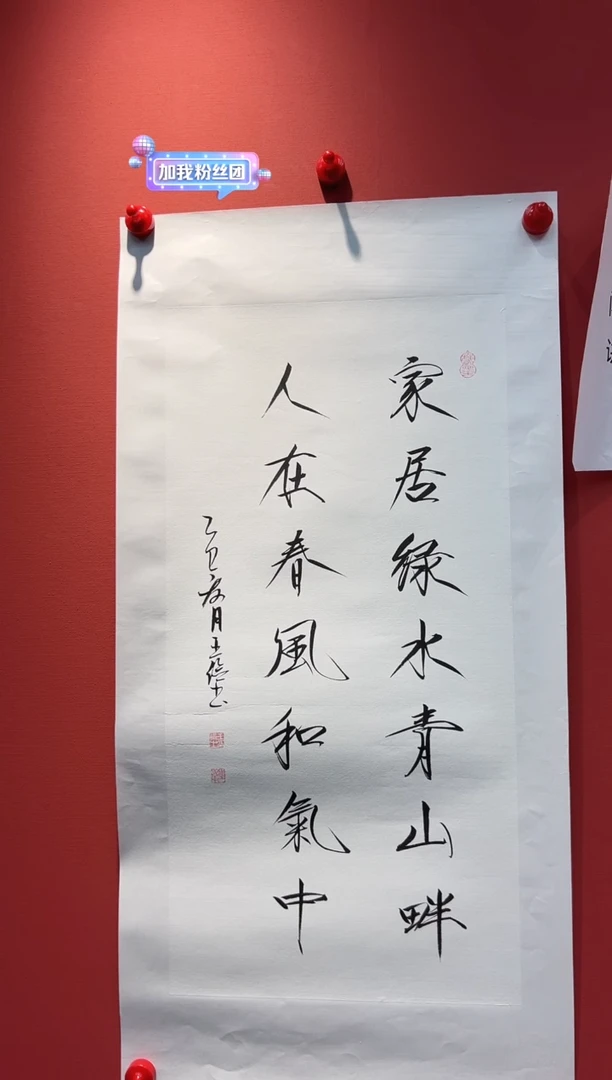 加我粉丝团
家居绿水青山畔
人在春風和氣中
乙巳
月王